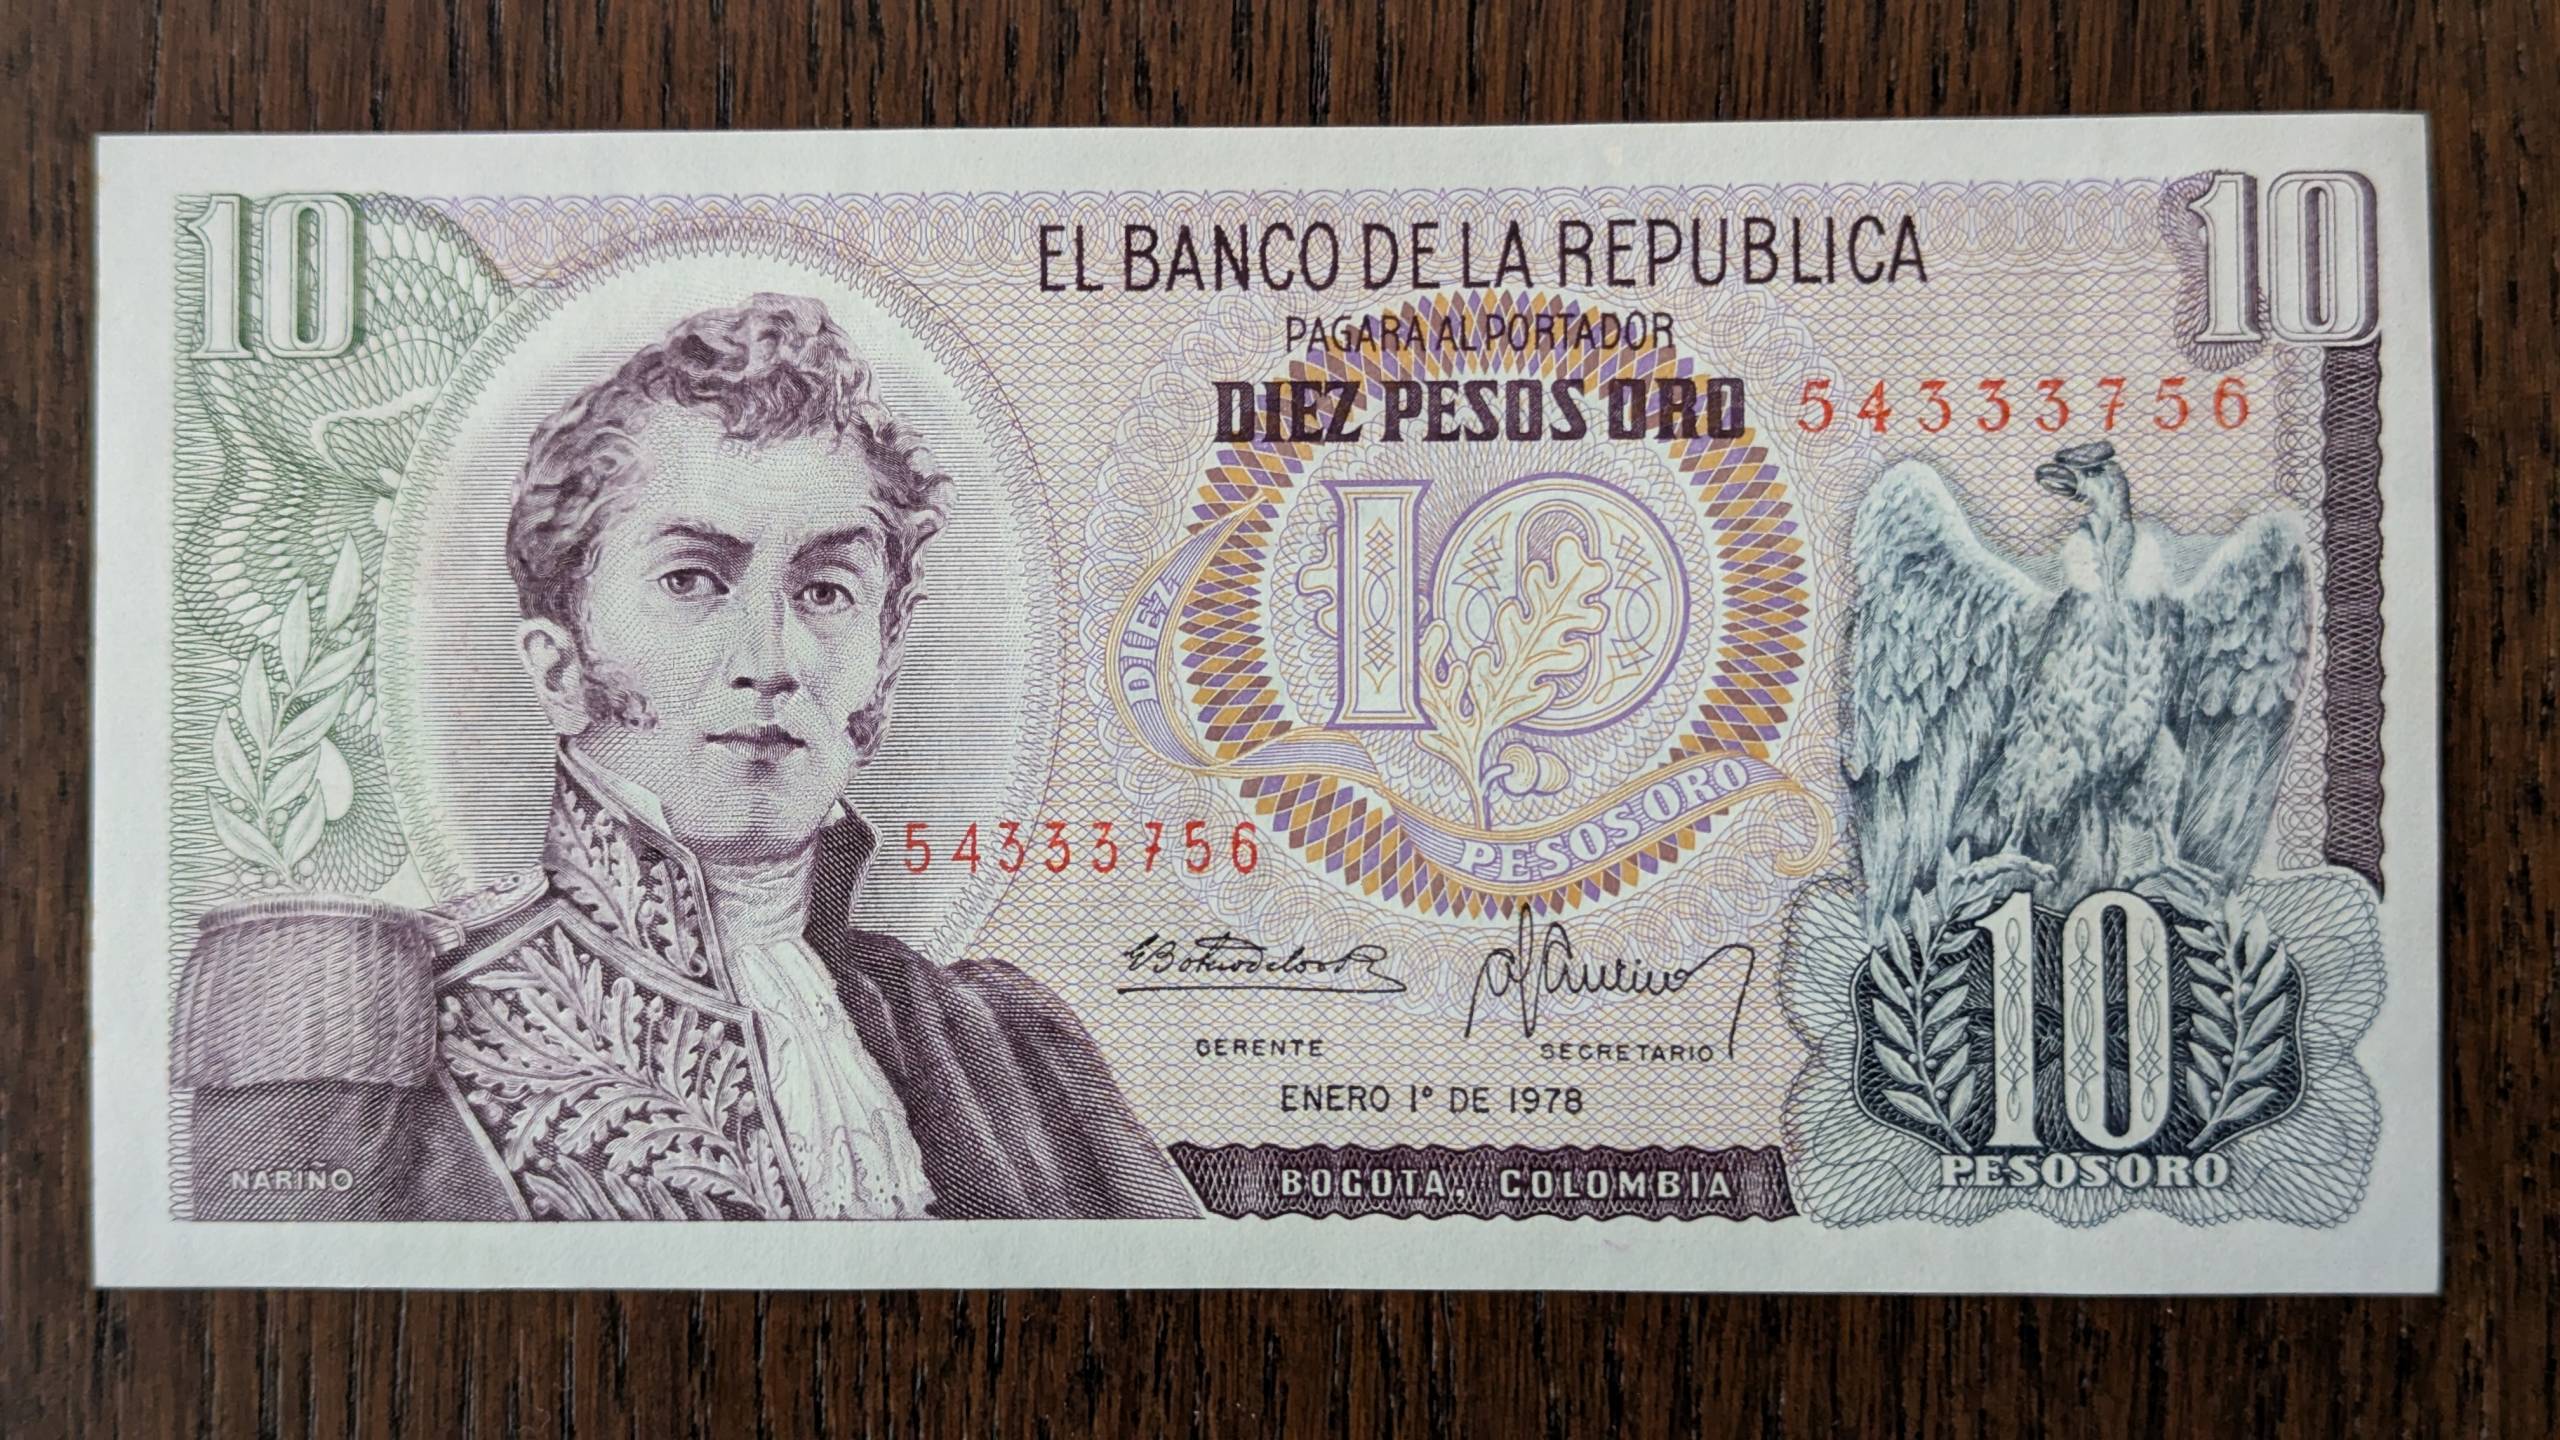 10
10
EL BANCO DE LA REPUBLICA
PAGARA AL PORTADOR
DIEZ PESOS ORO
54333756
10
DIEZ
PESOS ORO
54333756
GERENTE
SECRETARIO
ENERO 1º DE 1978
NARIÑO
BOGOTA, COLOMBIA
10
PESOS ORO